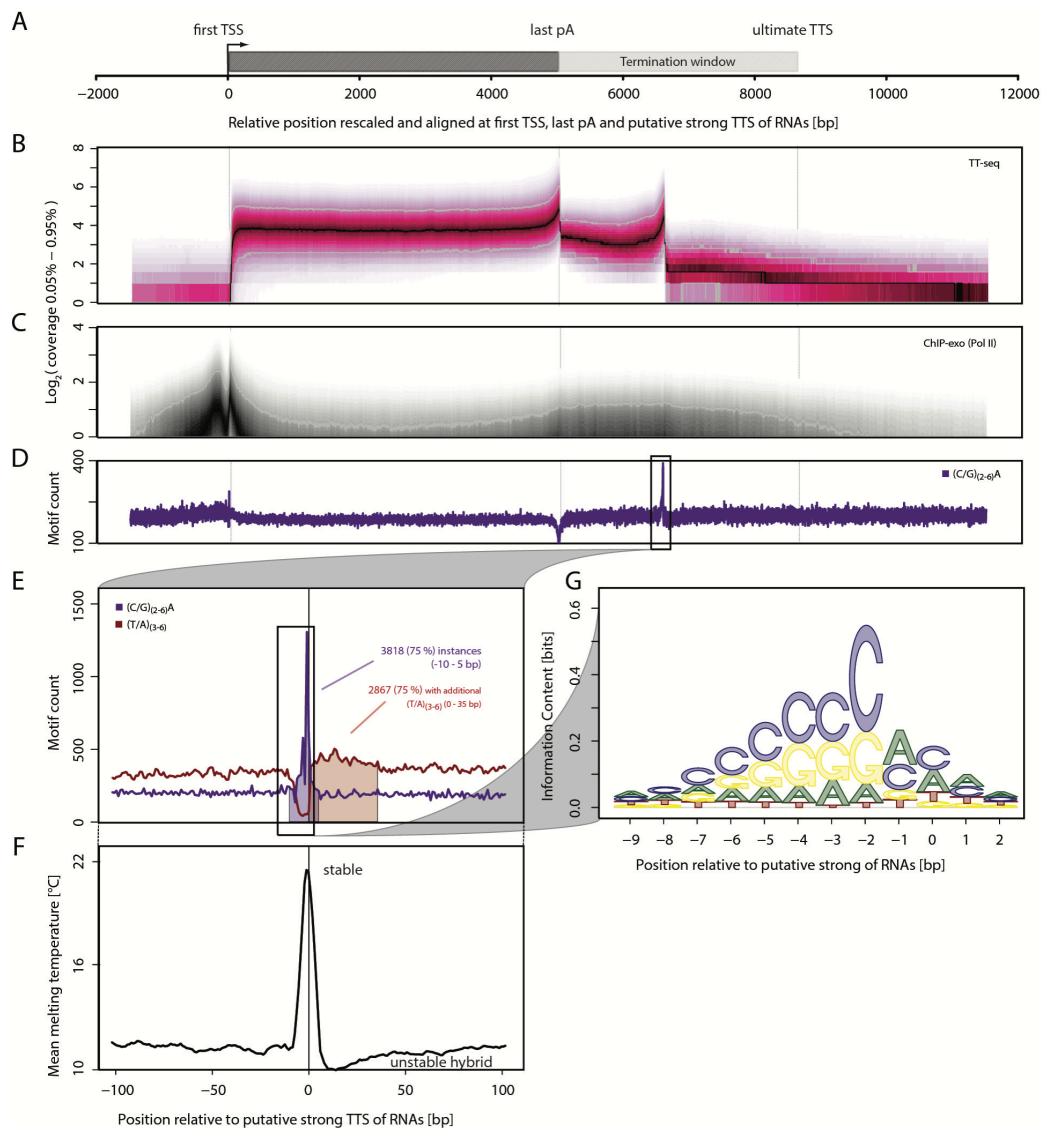 A
first TSS
last pA
ultimate TTS
Termination window
−2000
0
2000
4000
6000
8000
10000
12000
Relative position rescaled and aligned at first TSS, last pA and putative strong TTS of RNAs [bp]
B
Log2( coverage 0.05% − 0.95% )
8
6
4
2
0
TT-seq
C
4
2
0
ChIP-exo (Pol II)
D
Motif count
400
100
(C/G)(2-6)A
E
Motif count
1500
1000
500
0
(C/G)(2-6)A
(T/A)(3-6)
3818 (75 %) instances
(-10 - 5 bp)
2867 (75 %) with additional
(T/A)(3-6) (0 - 35 bp)
G
Information Content [bits]
0.6
0.4
0.2
0.0
−9
−8
−7
−6
−5
−4
−3
−2
−1
0
1
2
Position relative to putative strong of RNAs [bp]
F
Mean melting temperature [°C]
22
16
10
stable
unstable hybrid
−100
−50
0
50
100
Position relative to putative strong TTS of RNAs [bp]